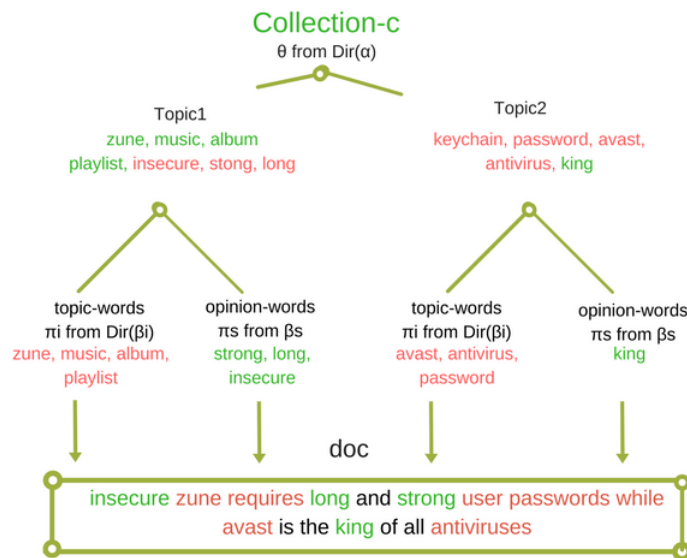 Collection-c
θ from Dir(α)
Topic1
zune, music, album
playlist, insecure, stong, long
Topic2
keychain, password, avast,
antivirus, king
topic-words
πi from Dir(βi)
zune, music, album,
playlist
opinion-words
πs from βs
strong, long,
insecure
topic-words
πi from Dir(βi)
avast, antivirus,
password
opinion-words
πs from βs
king
doc
insecure zune requires long and strong user passwords while
avast is the king of all antiviruses